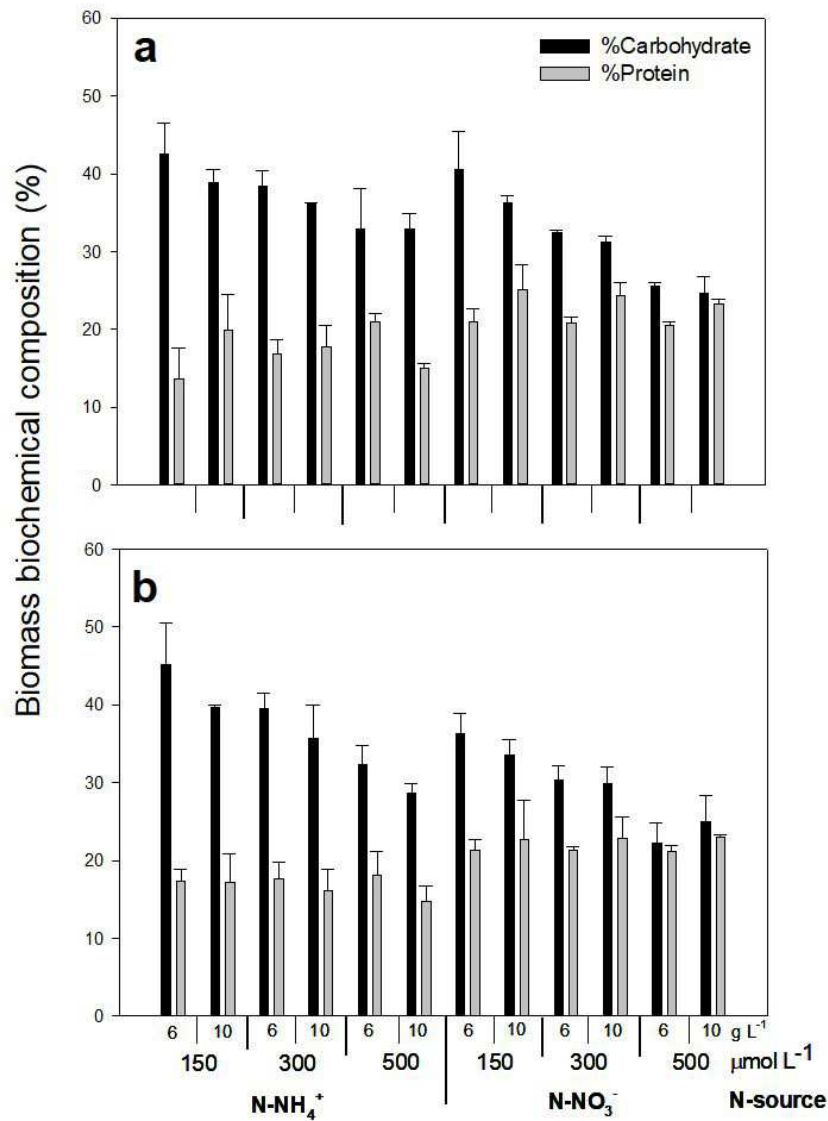 60
a
%Carbohydrate
%Protein
50
40
30
20
10
0
Biomass biochemical composition (%)
60
b
50
40
30
20
10
0
6 10 6 10 6 10 6 10 6 10 6 10 g L⁻¹
150 300 500 150 300 500 μmol L⁻¹
N-NH₄⁺ N-NO₃⁻ N-source